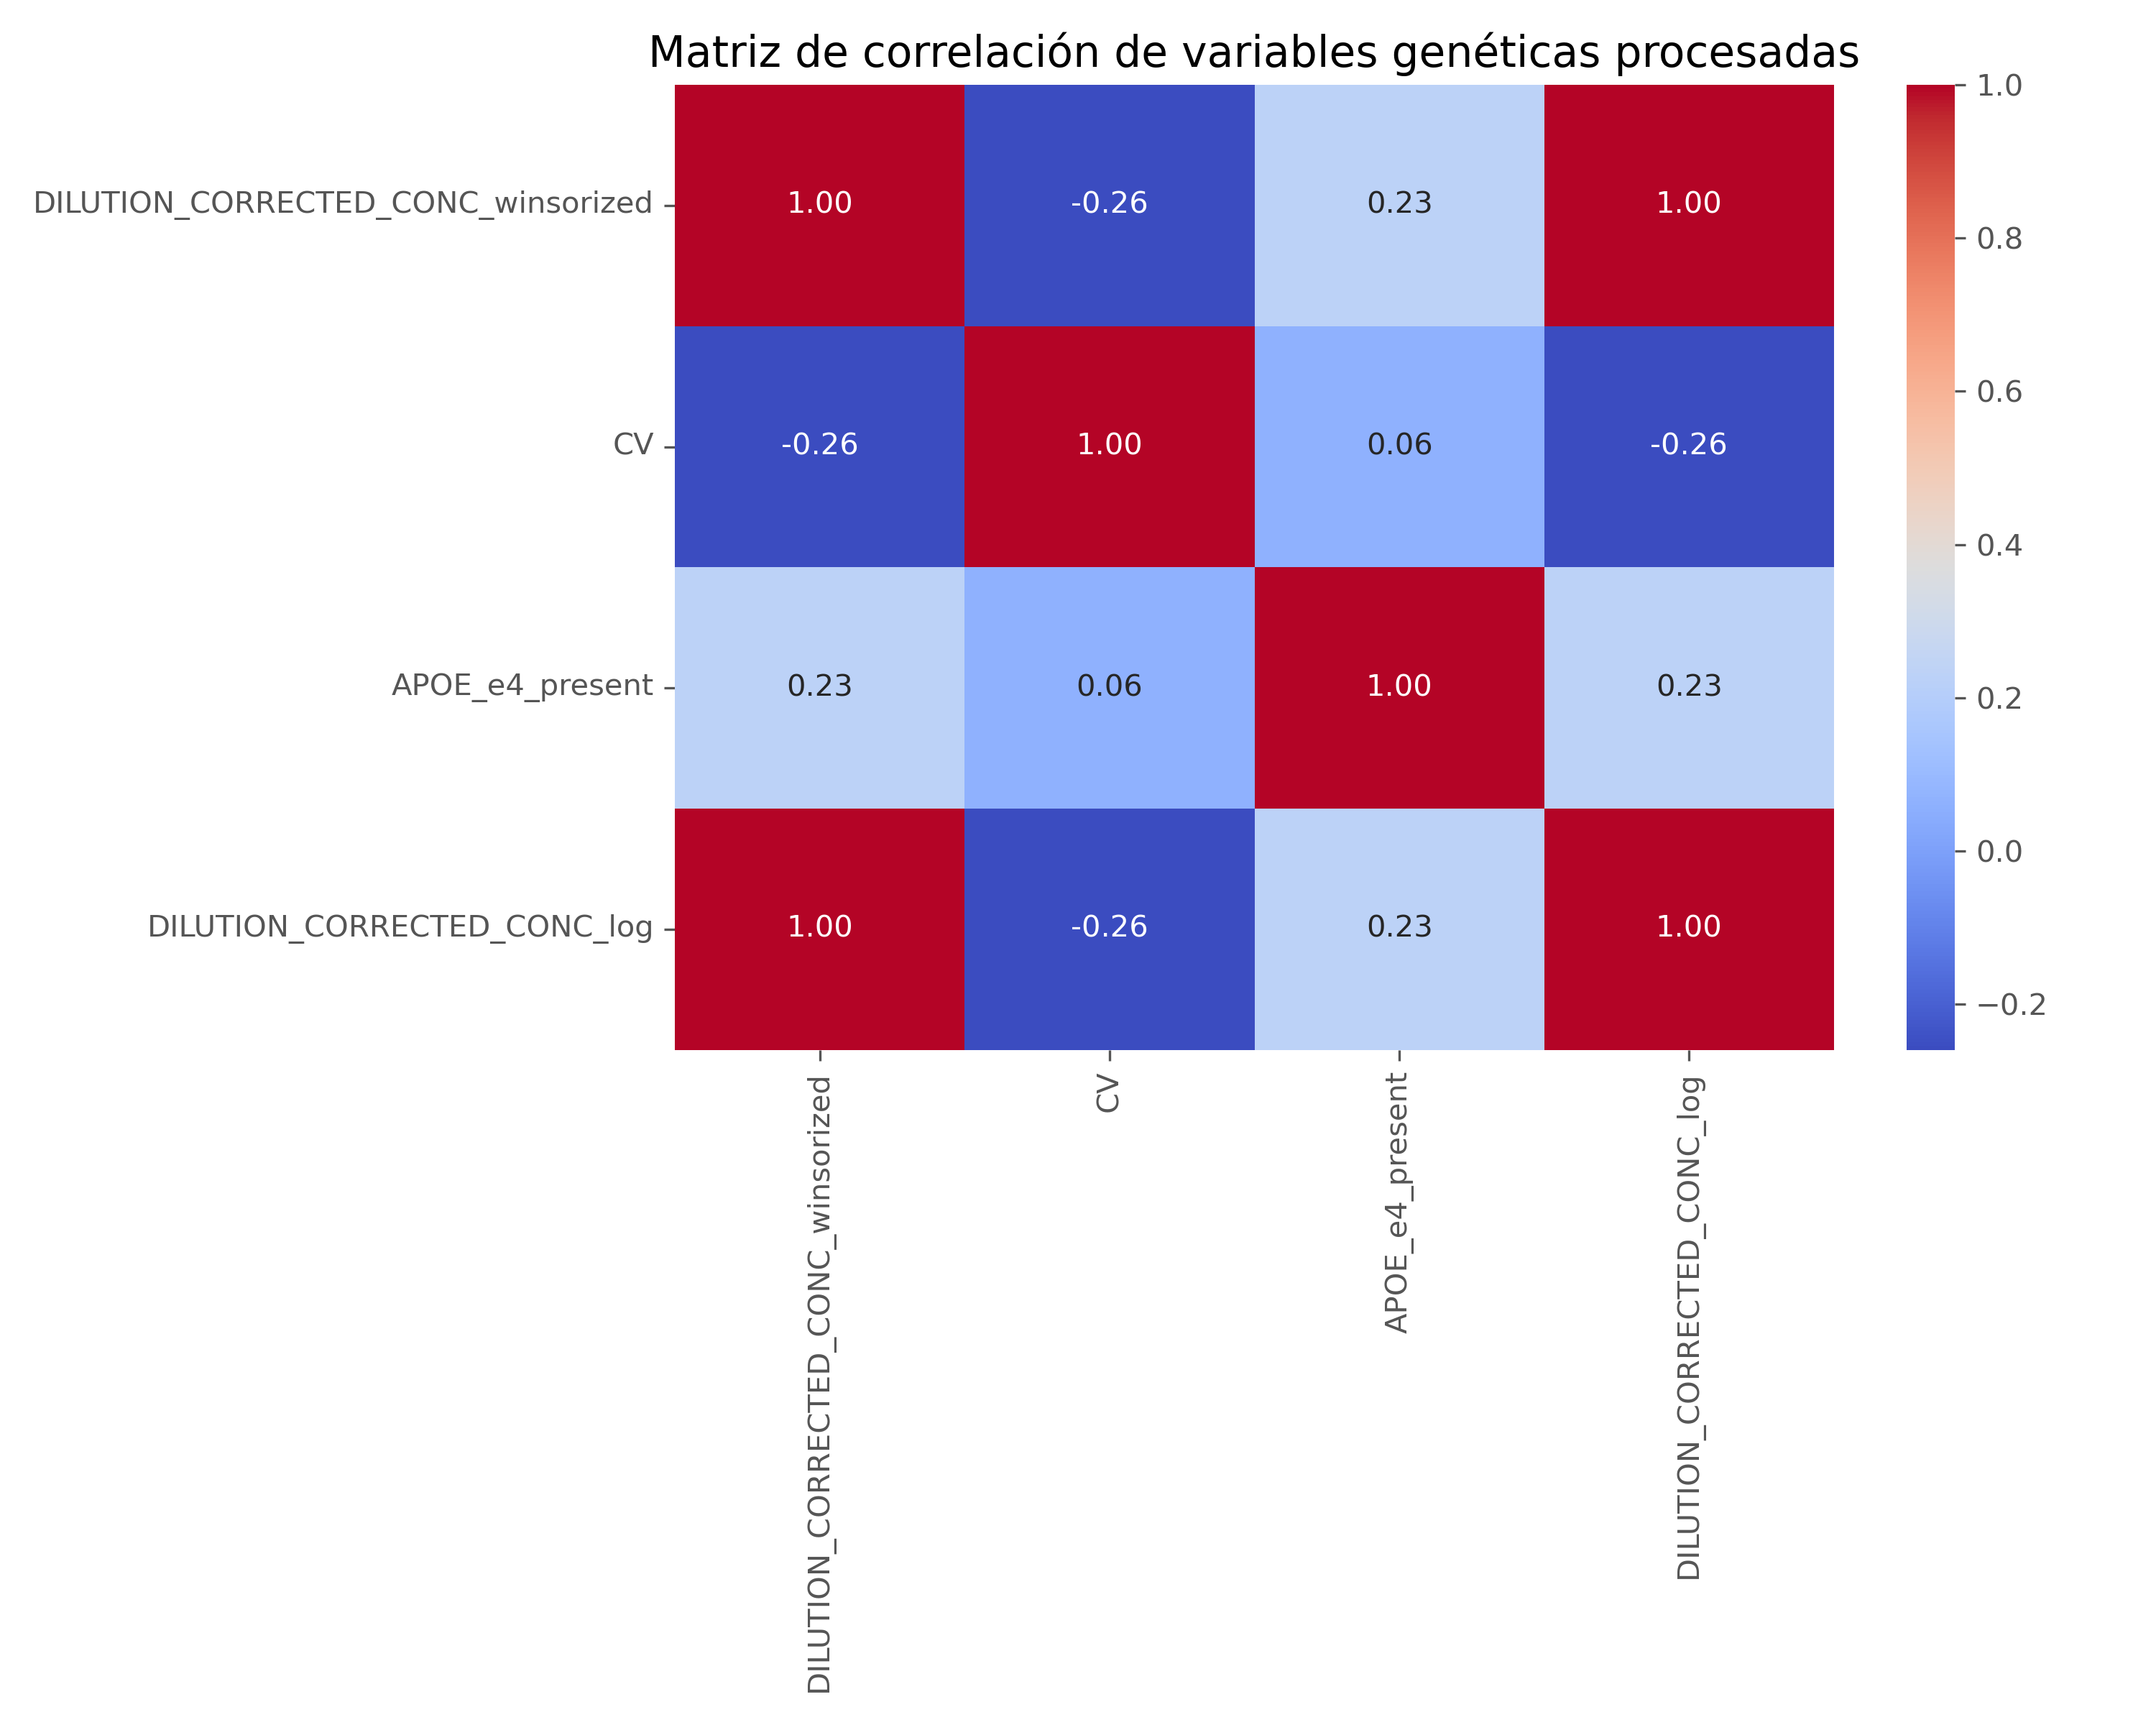 Matriz de correlación de variables genéticas procesadas
DILUTION_CORRECTED_CONC_winsorized
1.00 -0.26 0.23 1.00
CV
-0.26 1.00 0.06 -0.26
APOE_e4_present
0.23 0.06 1.00 0.23
DILUTION_CORRECTED_CONC_log
1.00 -0.26 0.23 1.00
DILUTION_CORRECTED_CONC_winsorized
CV
APOE_e4_present
DILUTION_CORRECTED_CONC_log
1.0
0.8
0.6
0.4
0.2
0.0
−0.2